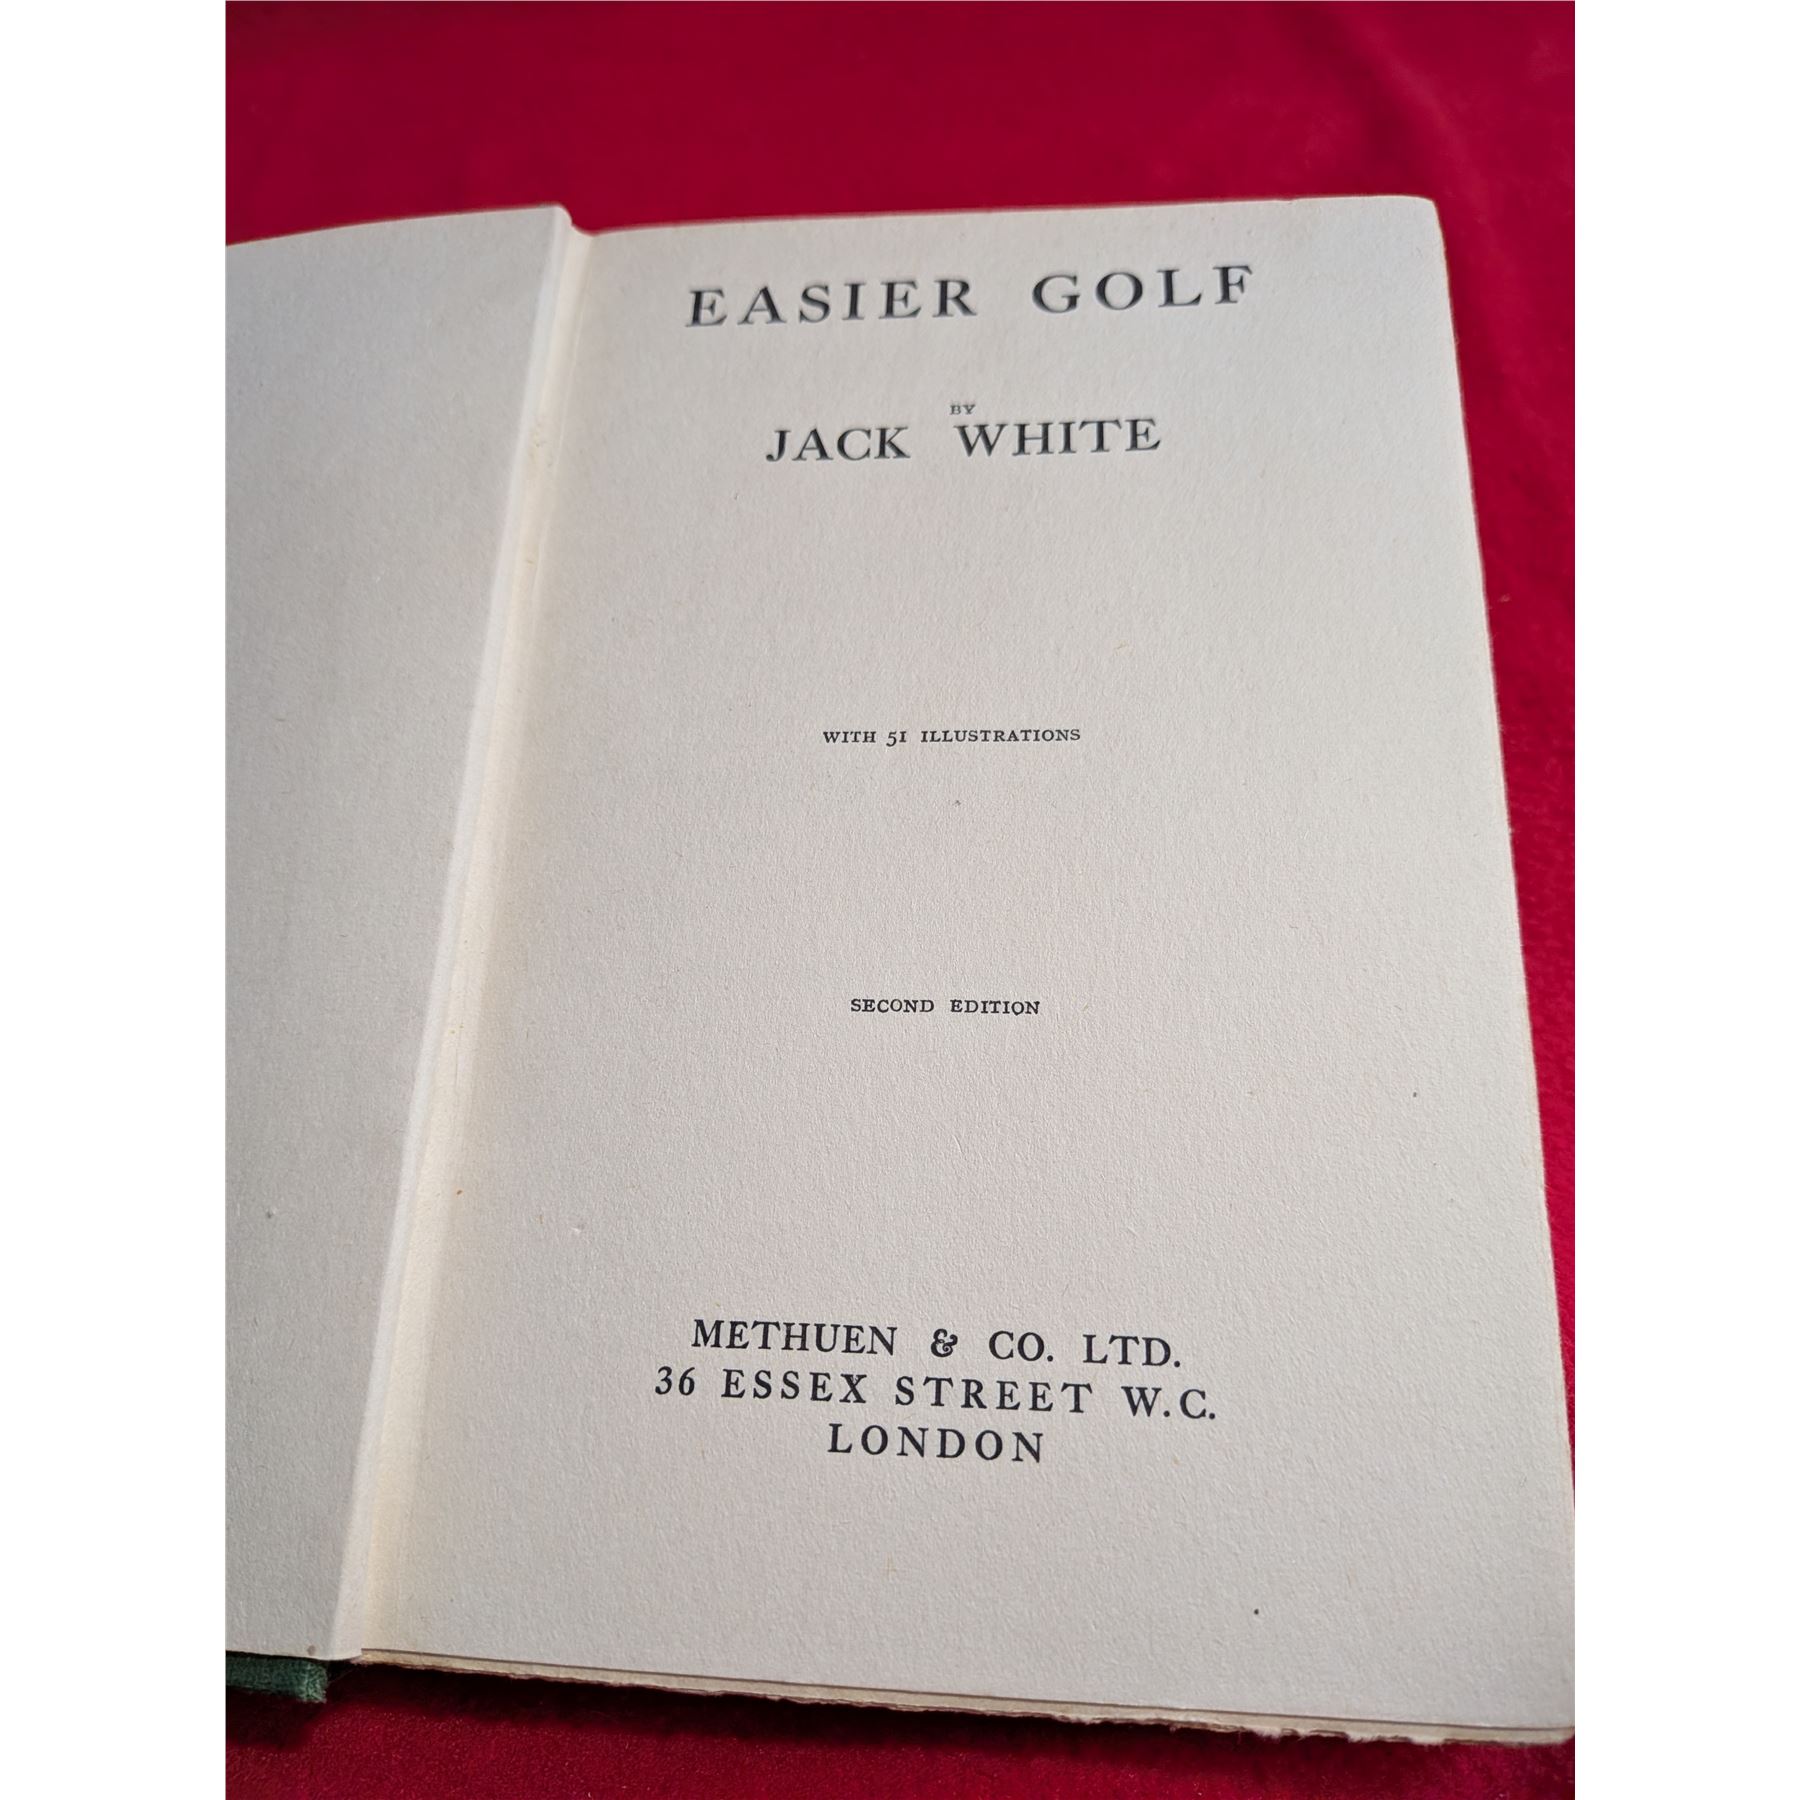 EASIER GOLF
BY
JACK WHITE
WITH 51 ILLUSTRATIONS
SECOND EDITION
METHUEN & CO. LTD.
36 ESSEX STREET W.C.
LONDON